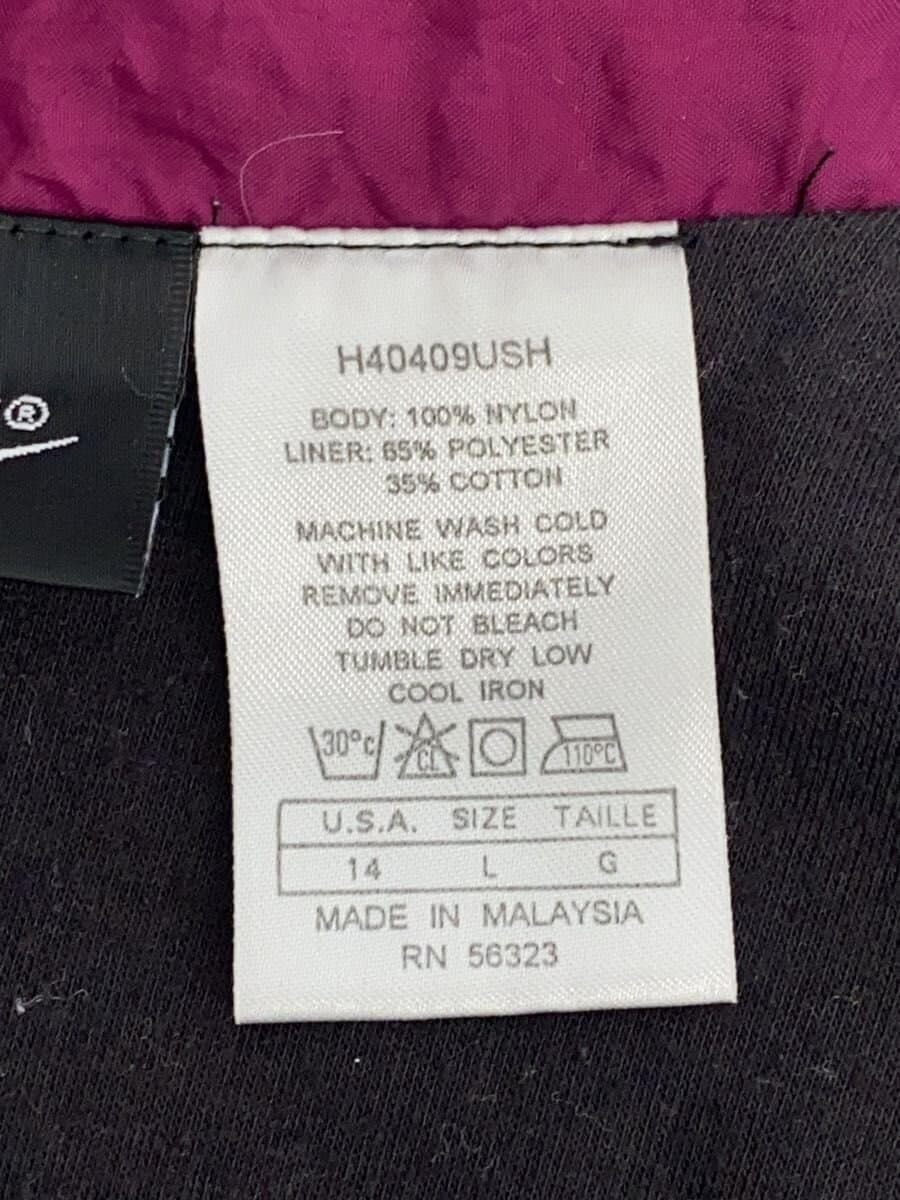 H40409USH
BODY: 100% NYLON
LINER: 65% POLYESTER
35% COTTON
MACHINE WASH COLD
WITH LIKE COLORS
REMOVE IMMEDIATELY
DO NOT BLEACH
TUMBLE DRY LOW
COOL IRON
30°c CL 110°C
U.S.A. SIZE TAILLE
14 L G
MADE IN MALAYSIA
RN 56323
®